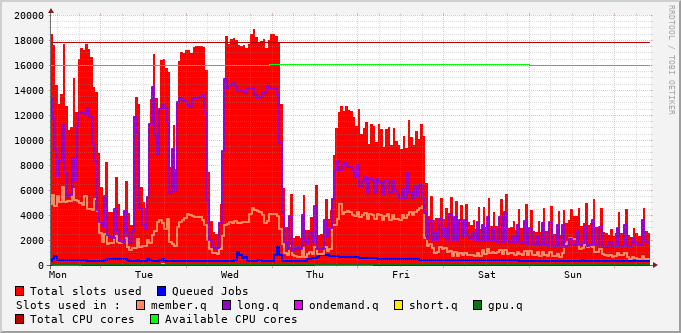 20000
18000
16000
14000
12000
10000
8000
6000
4000
2000
0
Mon Tue Wed Thu Fri Sat Sun
RRDTOOL / TOBI OETIKER
Total slots used Queued Jobs
Slots used in : member.q long.q ondemand.q short.q gpu.q
Total CPU cores Available CPU cores